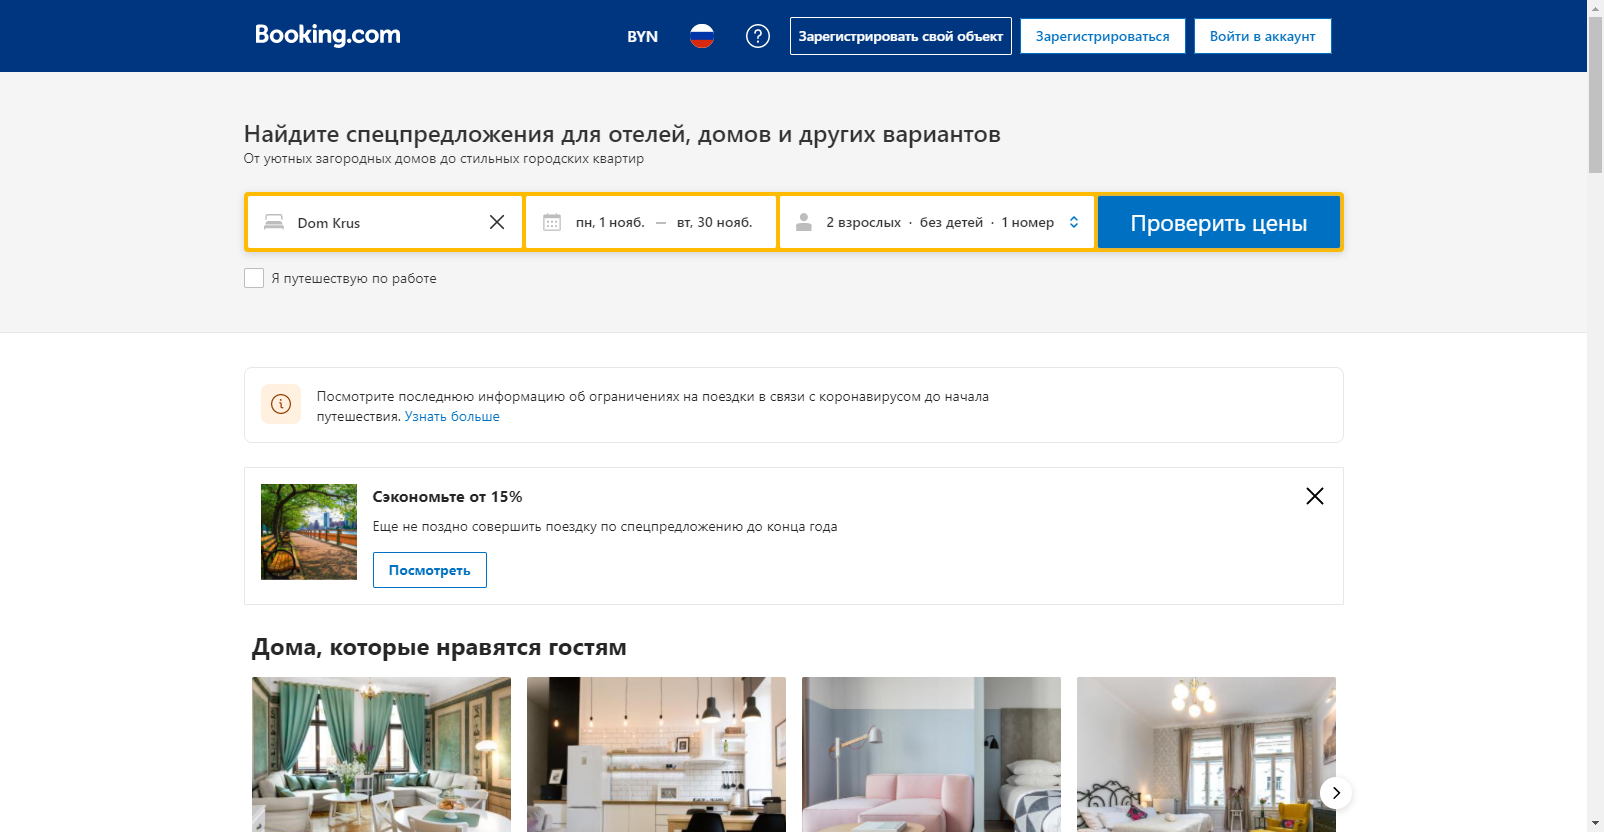 Booking.com
BYN
Зарегистрировать свой объект
Зарегистрироваться
Войти в аккаунт
Найдите спецпредложения для отелей, домов и других вариантов
От уютных загородных домов до стильных городских квартир
Dom Krus
пн, 1 нояб. — вт, 30 нояб.
2 взрослых · без детей · 1 номер
Проверить цены
Я путешествую по работе
Посмотрите последнюю информацию об ограничениях на поездки в связи с коронавирусом до начала
путешествия. Узнать больше
Сэкономьте от 15%
Еще не поздно совершить поездку по спецпредложению до конца года
Посмотреть
Дома, которые нравятся гостям